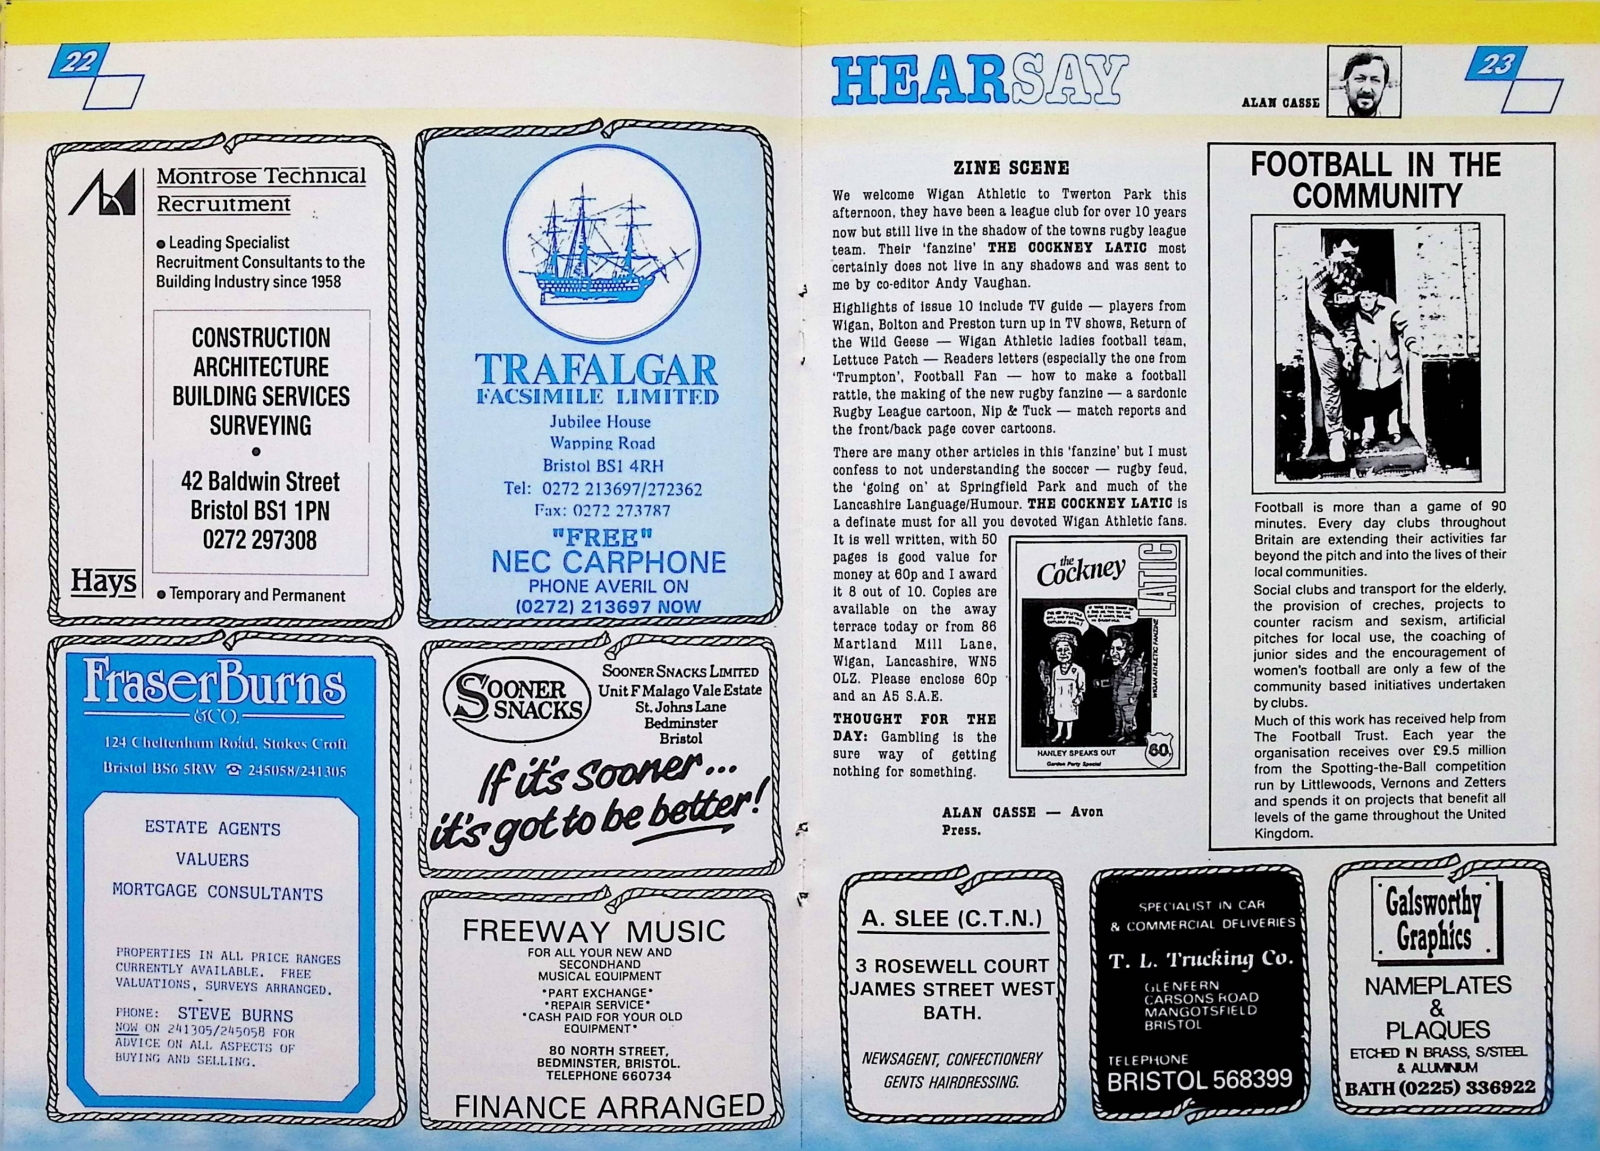 22
Montrose Technical
Recruitment
● Leading Specialist
Recruitment Consultants to the
Building Industry since 1958
CONSTRUCTION
ARCHITECTURE
BUILDING SERVICES
SURVEYING
●
42 Baldwin Street
Bristol BS1 1PN
0272 297308
Hays
● Temporary and Permanent
TRAFALGAR
FACSIMILE LIMITED
Jubilee House
Wapping Road
Bristol BS1 4RH
Tel: 0272 213697/272362
Fax: 0272 273787
"FREE"
NEC CARPHONE
PHONE AVERIL ON
(0272) 213697 NOW
FraserBurns
&CO.
124 Cheltenham Road, Stokes Croft
Bristol BS6 5RW ☎ 245058/241305
ESTATE AGENTS
VALUERS
MORTGAGE CONSULTANTS
PROPERTIES IN ALL PRICE RANGES
CURRENTLY AVAILABLE. FREE
VALUATIONS, SURVEYS ARRANGED.
PHONE: STEVE BURNS
NOW ON 241305/245058 FOR
ADVICE ON ALL ASPECTS OF
BUYING AND SELLING.
SOONER
SNACKS
SOONER SNACKS LIMITED
Unit F Malago Vale Estate
St. Johns Lane
Bedminster
Bristol
If it's sooner...
it's got to be better!
FREEWAY MUSIC
FOR ALL YOUR NEW AND
SECONDHAND
MUSICAL EQUIPMENT
*PART EXCHANGE*
*REPAIR SERVICE*
*CASH PAID FOR YOUR OLD
EQUIPMENT*
80 NORTH STREET,
BEDMINSTER, BRISTOL.
TELEPHONE 660734
FINANCE ARRANGED
HEARSAY
ALAN CASSE
23
ZINE SCENE
We welcome Wigan Athletic to Twerton Park this
afternoon, they have been a league club for over 10 years
now but still live in the shadow of the towns rugby league
team. Their 'fanzine' THE COCKNEY LATIC most
certainly does not live in any shadows and was sent to
me by co-editor Andy Vaughan.
Highlights of issue 10 include TV guide — players from
Wigan, Bolton and Preston turn up in TV shows, Return of
the Wild Geese — Wigan Athletic ladies football team,
Lettuce Patch — Readers letters (especially the one from
'Trumpton', Football Fan — how to make a football
rattle, the making of the new rugby fanzine — a sardonic
Rugby League cartoon, Nip & Tuck — match reports and
the front/back page cover cartoons.
There are many other articles in this 'fanzine' but I must
confess to not understanding the soccer — rugby feud,
the 'going on' at Springfield Park and much of the
Lancashire Language/Humour. THE COCKNEY LATIC is
a definate must for all you devoted Wigan Athletic fans.
It is well written, with 50
pages is good value for
money at 60p and I award
it 8 out of 10. Copies are
available on the away
terrace today or from 86
Martland Mill Lane,
Wigan, Lancashire, WN5
OLZ. Please enclose 60p
and an A5 S.A.E.
THOUGHT FOR THE
DAY: Gambling is the
sure way of getting
nothing for something.
the
Cockney
LATIC
WIGAN ATHLETIC FANZINE
HANLEY SPEAKS OUT
Garden Party Special
60.
ALAN CASSE — Avon
Press.
FOOTBALL IN THE
COMMUNITY
Football is more than a game of 90
minutes. Every day clubs throughout
Britain are extending their activities far
beyond the pitch and into the lives of their
local communities.
Social clubs and transport for the elderly,
the provision of creches, projects to
counter racism and sexism, artificial
pitches for local use, the coaching of
junior sides and the encouragement of
women's football are only a few of the
community based initiatives undertaken
by clubs.
Much of this work has received help from
The Football Trust. Each year the
organisation receives over £9.5 million
from the Spotting-the-Ball competition
run by Littlewoods, Vernons and Zetters
and spends it on projects that benefit all
levels of the game throughout the United
Kingdom.
A. SLEE (C.T.N.)
3 ROSEWELL COURT
JAMES STREET WEST
BATH.
NEWSAGENT, CONFECTIONERY
GENTS HAIRDRESSING.
SPECIALIST IN CAR
& COMMERCIAL DELIVERIES
T. L. Trucking Co.
GLENFERN
CARSONS ROAD
MANGOTSFIELD
BRISTOL
TELEPHONE
BRISTOL 568399
Galsworthy
Graphics
NAMEPLATES
&
PLAQUES
ETCHED IN BRASS, S/STEEL
& ALUMINIUM
BATH (0225) 336922